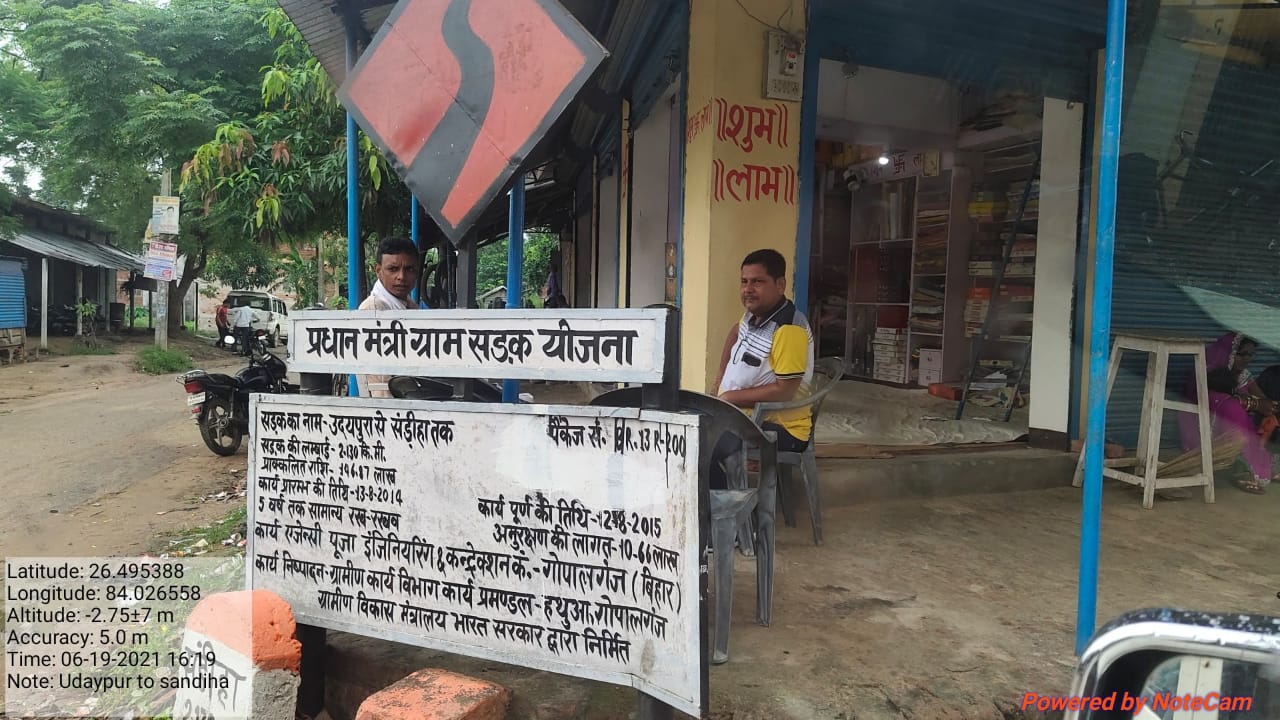 ॥शुभ॥
॥लाभ॥
प्रधान मंत्री ग्राम सड़क योजना
सड़क का नाम-उदयपुरा से संड़ीहा तक
पैकेज सं. BR.13 R-200
सड़क की लम्बाई-2.130 कि.मी.
प्राक्कलित राशि-
लाख
कार्य प्रारम्भ की तिथि-13-8-2014
कार्य पूर्ण की तिथि-12-8-2015
5 वर्ष तक सामान्य रख-रखाव
अनुरक्षण की लागत-10.66 लाख
कार्य एजेन्सी पूजा इंजिनियरिंग & कन्ट्रेक्शन कं.-गोपालगंज (बिहार)
कार्य निष्पादन-ग्रामीण कार्य विभाग कार्य प्रमण्डल-हथुआ, गोपालगंज
ग्रामीण विकास मंत्रालय भारत सरकार द्वारा निर्मित
Latitude: 26.495388
Longitude: 84.026558
Altitude: -2.75±7 m
Accuracy: 5.0 m
Time: 06-19-2021 16:19
Note: Udaypur to sandiha
Powered by NoteCam